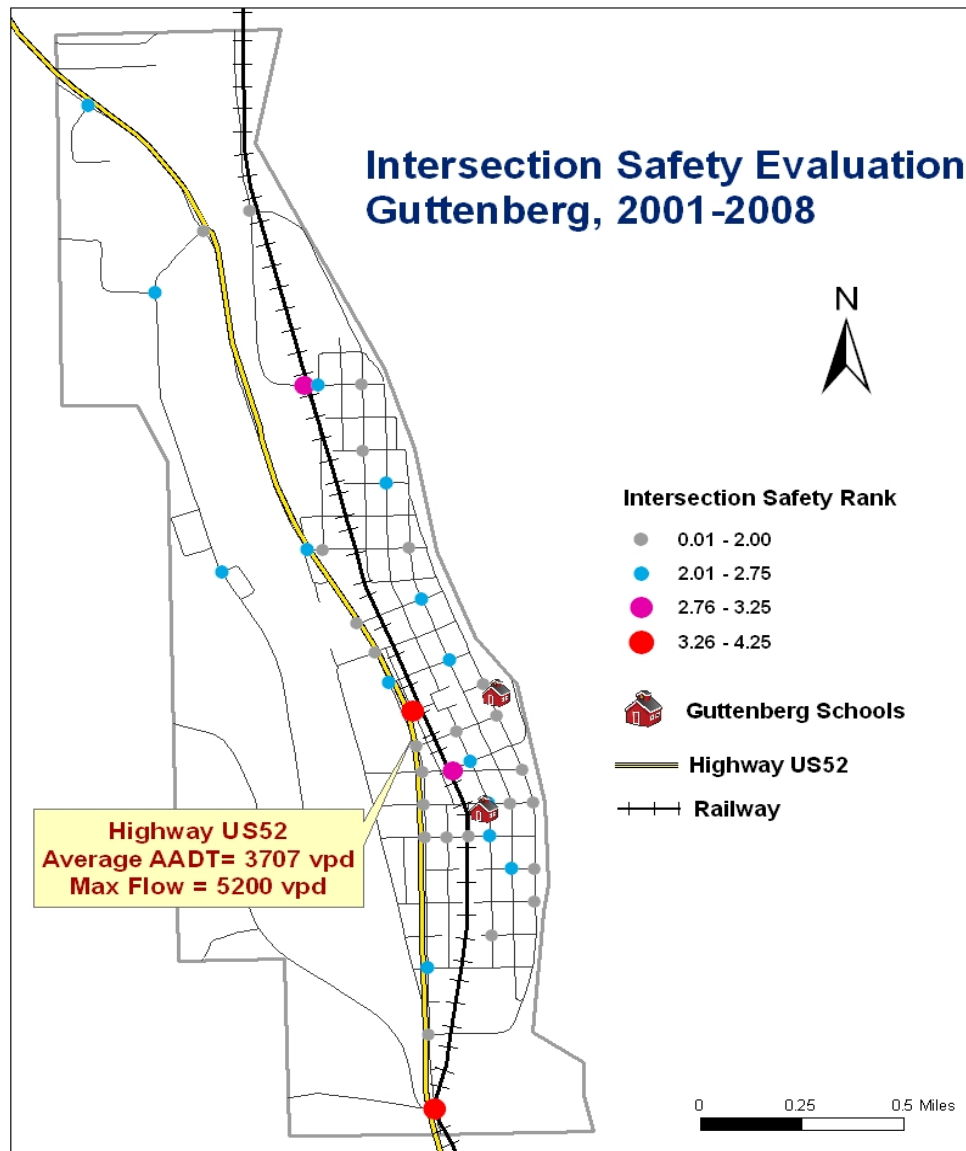 Intersection Safety Evaluation
Guttenberg, 2001-2008
N
Intersection Safety Rank
0.01 - 2.00
2.01 - 2.75
2.76 - 3.25
3.26 - 4.25
Guttenberg Schools
Highway US52
Railway
Highway US52
Average AADT= 3707 vpd
Max Flow = 5200 vpd
0 0.25 0.5 Miles